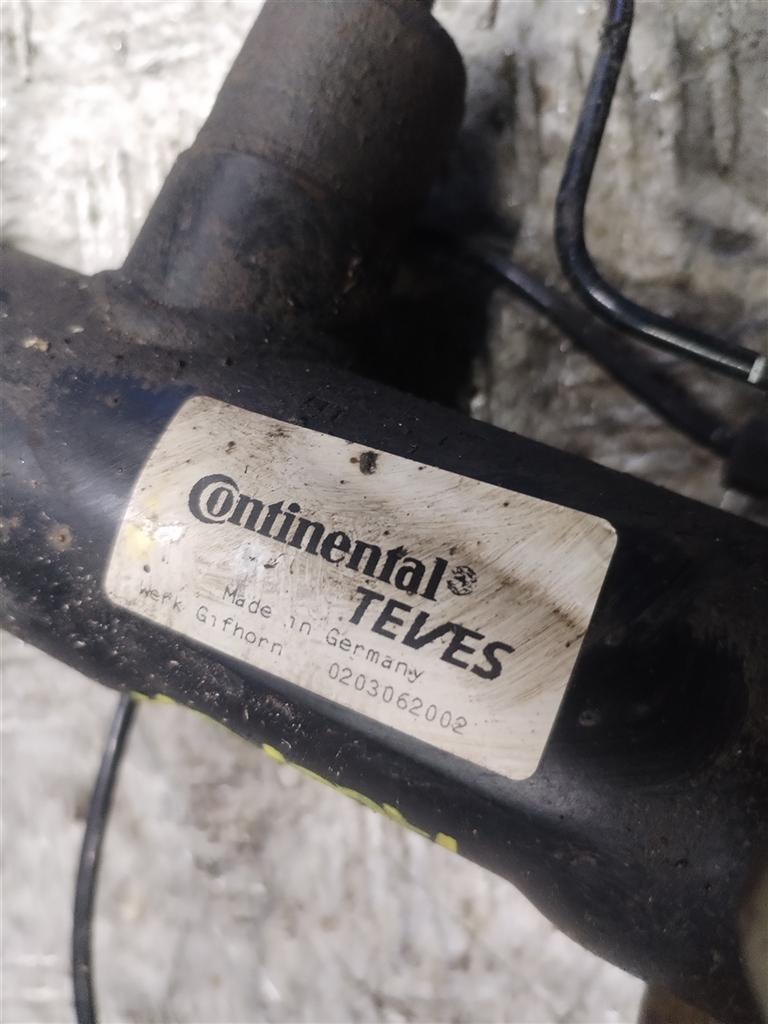 Continental
TEVES
Made in Germany
Werk Gifhorn 0203062002